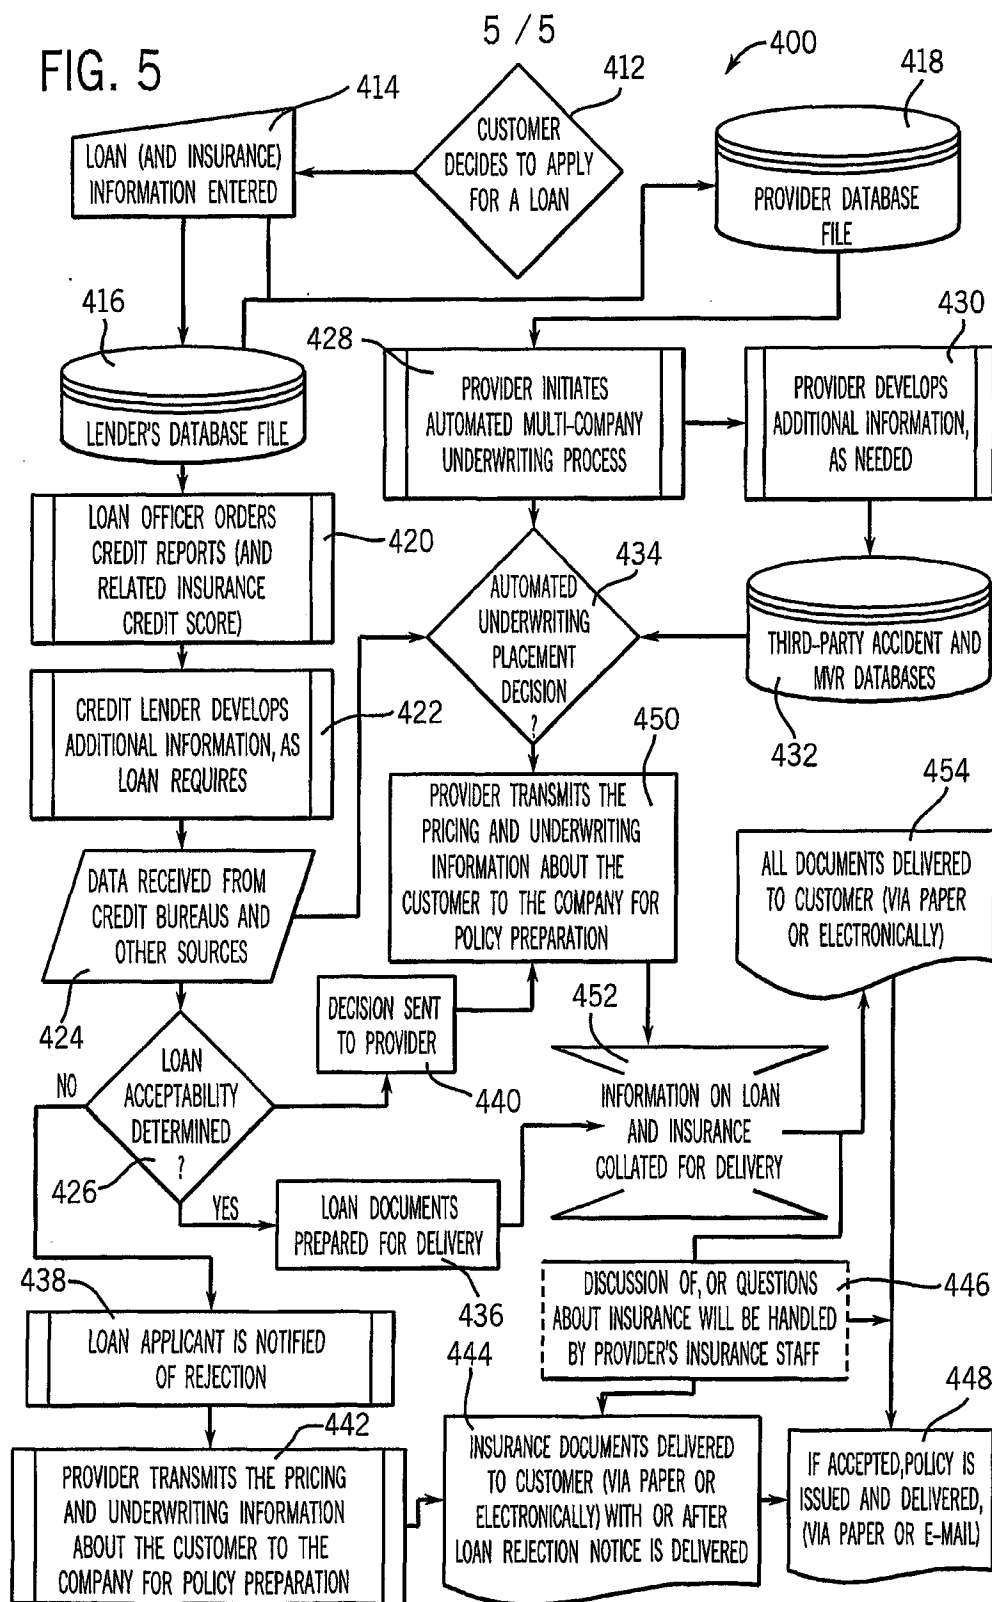 5 / 5
FIG. 5
400
412
414
418
CUSTOMER
DECIDES TO APPLY
FOR A LOAN
LOAN (AND INSURANCE)
INFORMATION ENTERED
PROVIDER DATABASE
FILE
416
LENDER'S DATABASE FILE
428
PROVIDER INITIATES
AUTOMATED MULTI-COMPANY
UNDERWRITING PROCESS
430
PROVIDER DEVELOPS
ADDITIONAL INFORMATION,
AS NEEDED
LOAN OFFICER ORDERS
CREDIT REPORTS (AND
RELATED INSURANCE
CREDIT SCORE)
420
434
AUTOMATED
UNDERWRITING
PLACEMENT
DECISION
?
THIRD-PARTY ACCIDENT AND
MVR DATABASES
432
CREDIT LENDER DEVELOPS
ADDITIONAL INFORMATION, AS
LOAN REQUIRES
422
450
PROVIDER TRANSMITS THE
PRICING AND UNDERWRITING
INFORMATION ABOUT THE
CUSTOMER TO THE COMPANY FOR
POLICY PREPARATION
454
ALL DOCUMENTS DELIVERED
TO CUSTOMER (VIA PAPER
OR ELECTRONICALLY)
DATA RECEIVED FROM
CREDIT BUREAUS AND
OTHER SOURCES
424
DECISION SENT
TO PROVIDER
440
452
INFORMATION ON LOAN
AND INSURANCE
COLLATED FOR DELIVERY
NO
LOAN
ACCEPTABILITY
DETERMINED
?
426
YES
LOAN DOCUMENTS
PREPARED FOR DELIVERY
436
438
LOAN APPLICANT IS NOTIFIED
OF REJECTION
DISCUSSION OF, OR QUESTIONS
ABOUT INSURANCE WILL BE HANDLED
BY PROVIDER'S INSURANCE STAFF
446
442
PROVIDER TRANSMITS THE PRICING
AND UNDERWRITING INFORMATION
ABOUT THE CUSTOMER TO THE
COMPANY FOR POLICY PREPARATION
444
INSURANCE DOCUMENTS DELIVERED
TO CUSTOMER (VIA PAPER OR
ELECTRONICALLY) WITH OR AFTER
LOAN REJECTION NOTICE IS DELIVERED
448
IF ACCEPTED, POLICY IS
ISSUED AND DELIVERED,
(VIA PAPER OR E-MAIL)